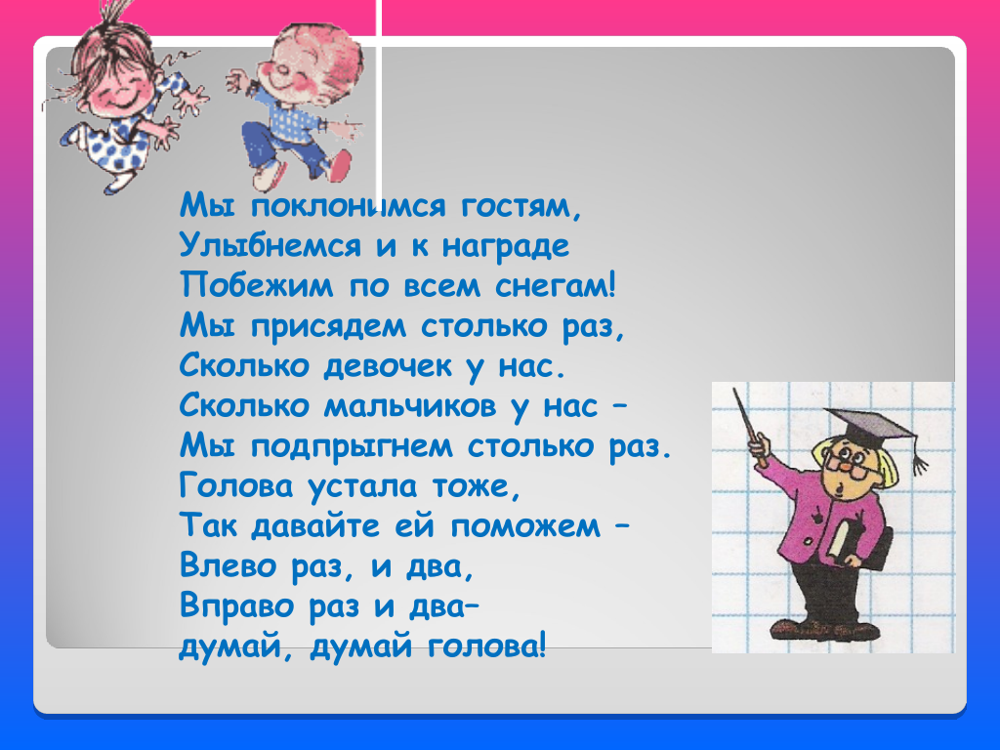 Мы поклонимся гостям,
Улыбнемся и к награде
Побежим по всем снегам!
Мы присядем столько раз,
Сколько девочек у нас.
Сколько мальчиков у нас –
Мы подпрыгнем столько раз.
Голова устала тоже,
Так давайте ей поможем –
Влево раз, и два,
Вправо раз и два–
думай, думай голова!